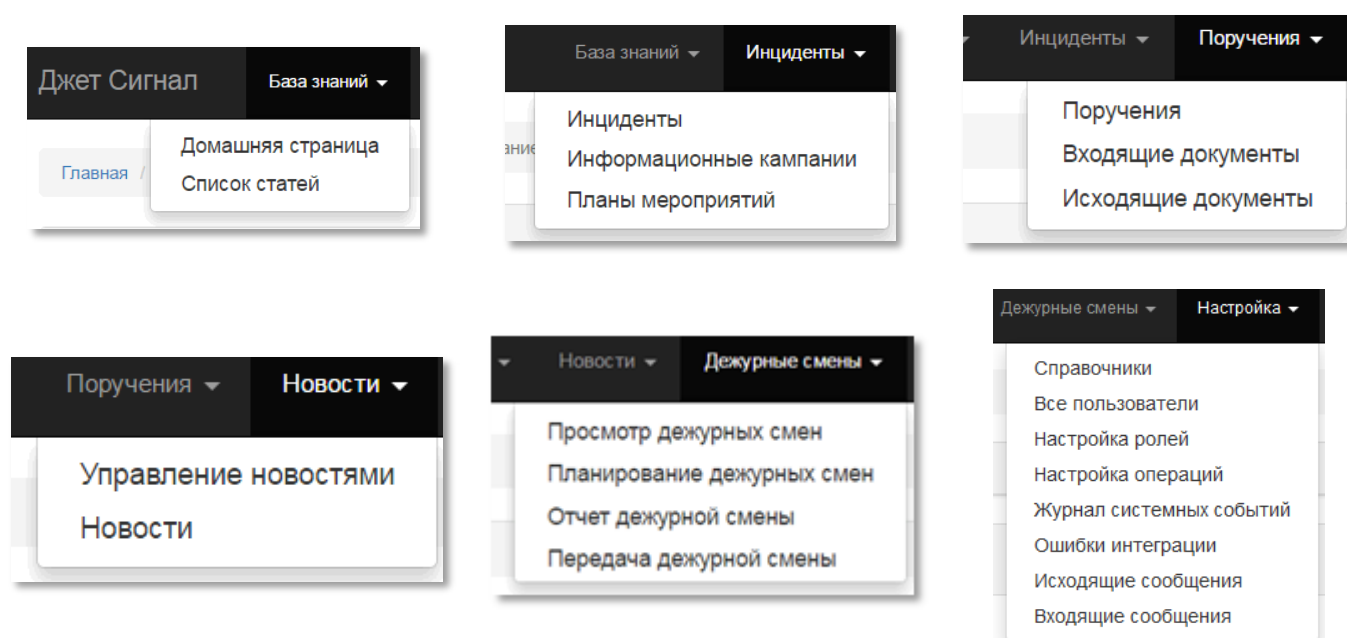 Джет Сигнал База знаний
Домашняя страница
Главная /
Список статей
База знаний Инциденты
Инциденты
Информационные кампании
Планы мероприятий
Инциденты Поручения
Поручения
Входящие документы
Исходящие документы
Поручения Новости
Управление новостями
Новости
Новости Дежурные смены
Просмотр дежурных смен
Планирование дежурных смен
Отчет дежурной смены
Передача дежурной смены
Дежурные смены Настройка
Справочники
Все пользователи
Настройка ролей
Настройка операций
Журнал системных событий
Ошибки интеграции
Исходящие сообщения
Входящие сообщения